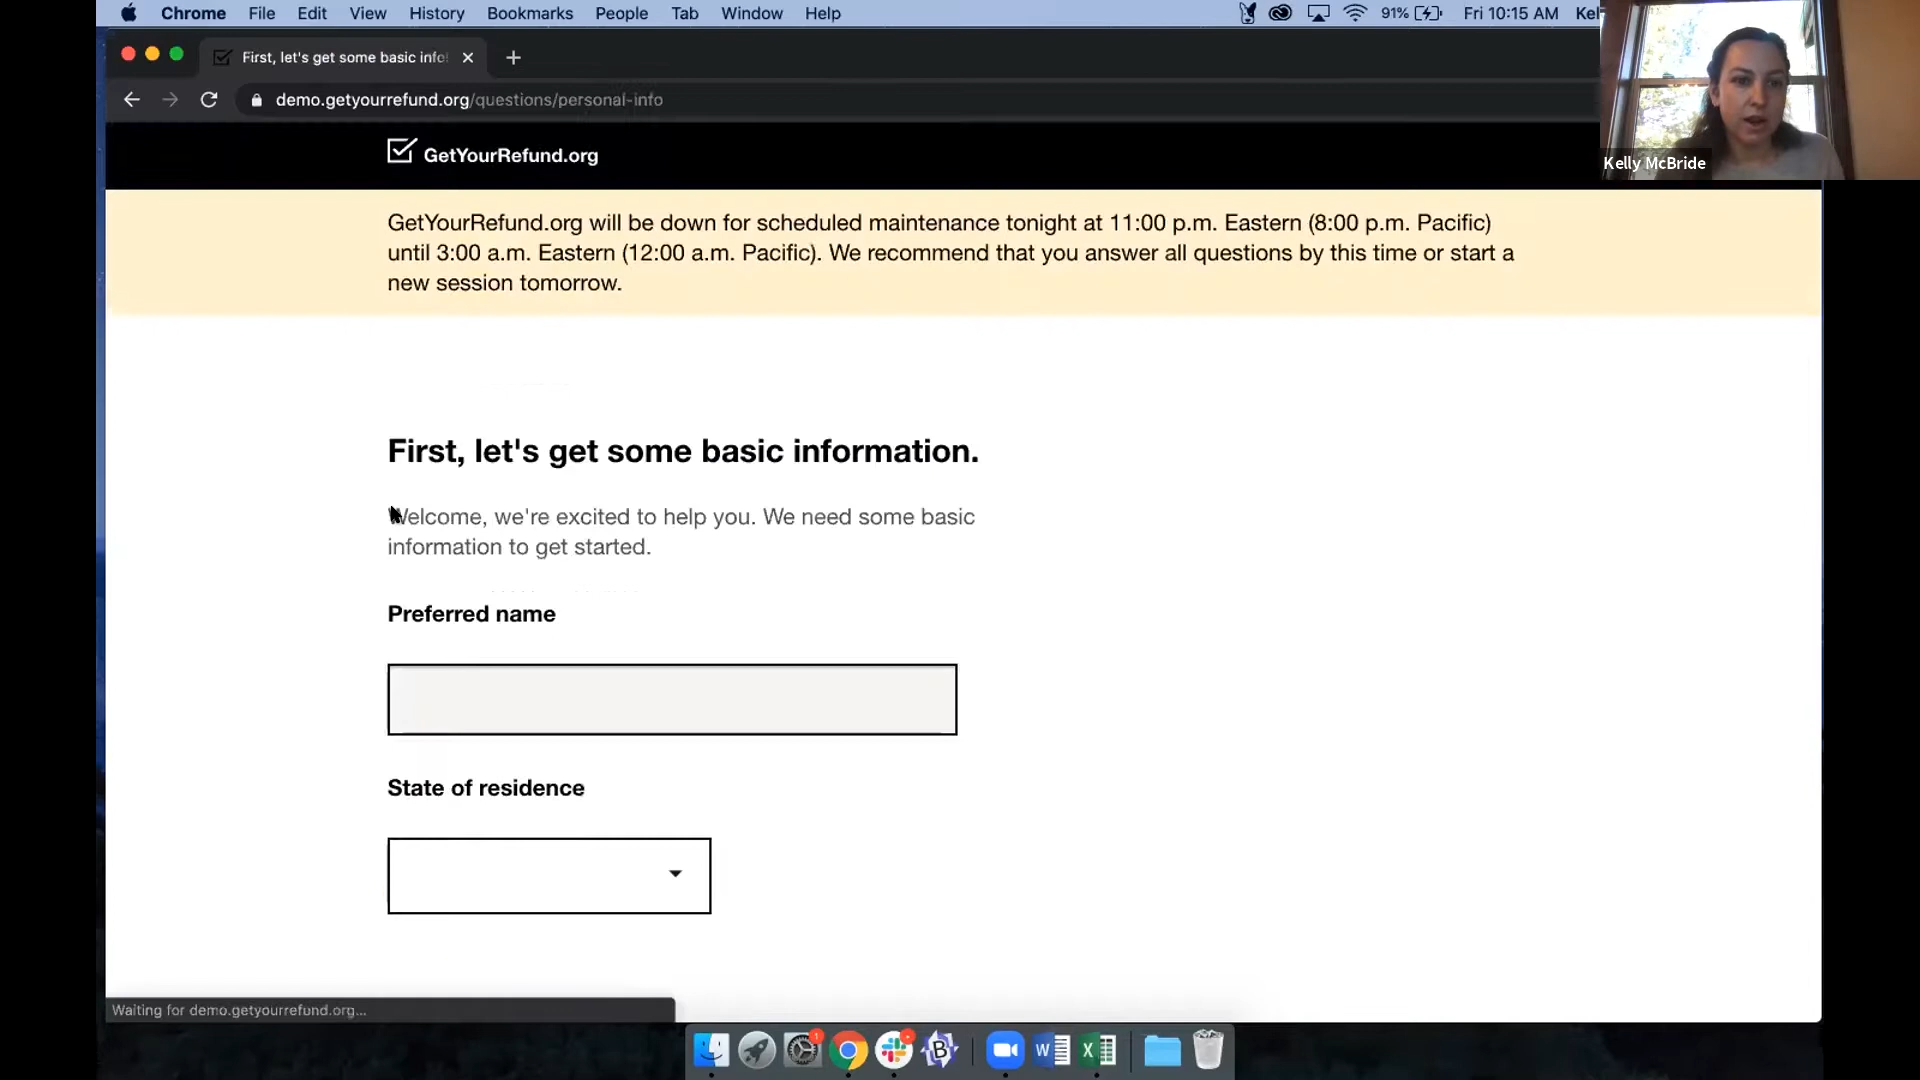 Chrome File Edit View History Bookmarks People Tab Window Help
91% Fri 10:15 AM Kel
First, let's get some basic info
demo.getyourrefund.org/questions/personal-info
Kelly McBride
GetYourRefund.org
GetYourRefund.org will be down for scheduled maintenance tonight at 11:00 p.m. Eastern (8:00 p.m. Pacific)
until 3:00 a.m. Eastern (12:00 a.m. Pacific). We recommend that you answer all questions by this time or start a
new session tomorrow.
First, let's get some basic information.
Welcome, we're excited to help you. We need some basic
information to get started.
Preferred name
State of residence
Waiting for demo.getyourrefund.org...
1
B
W
X